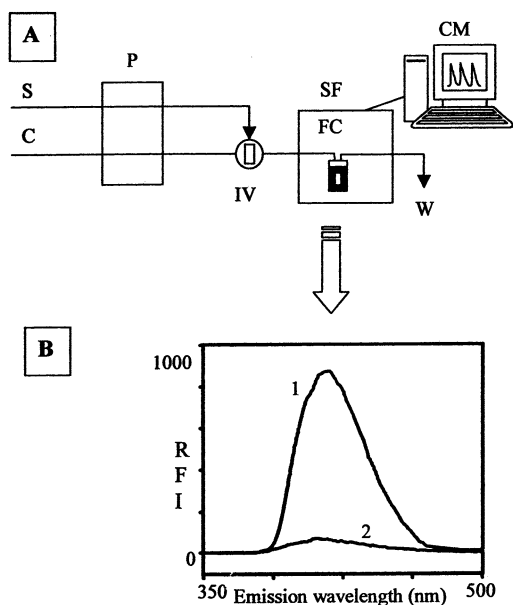 A
P
CM
S
SF
C
FC
IV
W
B
1000
1
R
F
I
2
0
350
Emission wavelength (nm)
500